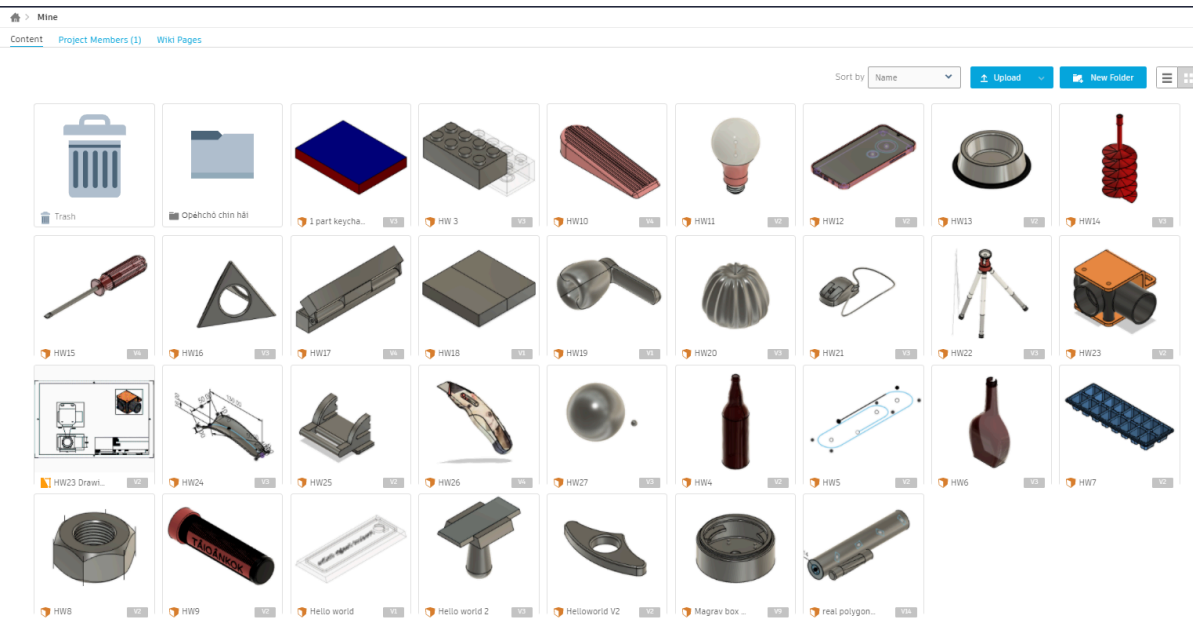 Mine
Content Project Members (1) Wiki Pages
Sort by Name Upload New Folder
Trash
1 part keycha... V3
HW 3 V3
HW10 V4
HW11 V2
HW12 V2
HW13 V2
HW14 V3
HW15 V4
HW16 V3
HW17 V4
HW18 V1
HW19 V1
HW20 V3
HW21 V3
HW22 V3
HW23 V2
HW23 Drawi... V2
HW24 V3
HW25 V2
HW26 V4
HW27 V3
HW4 V2
HW5 V2
HW6 V3
HW7 V2
TÂIOÂNKOK
HW8 V2
HW9 V2
Hello world V1
Hello world 2 V3
Helloworld V2 V2
Magrav box ... V9
real polygon... V14